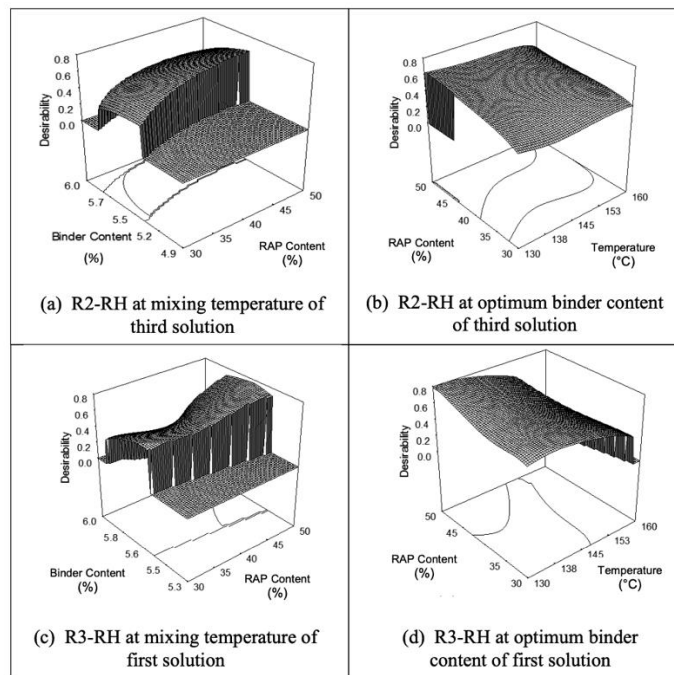 0.8
0.6
0.4
0.2
0.0
Desirability
6.0
5.7
5.5
5.2
4.9
Binder Content
(%)
30
35
40
45
50
RAP Content
(%)
(a) R2-RH at mixing temperature of
third solution
0.8
0.6
0.4
0.2
0.0
Desirability
50
45
40
35
30
RAP Content
(%)
130
138
145
153
160
Temperature
(°C)
(b) R2-RH at optimum binder content
of third solution
0.8
0.6
0.4
0.2
0.0
Desirability
6.0
5.8
5.6
5.5
5.3
Binder Content
(%)
30
35
40
45
50
RAP Content
(%)
(c) R3-RH at mixing temperature of
first solution
0.8
0.6
0.4
0.2
0.0
Desirability
50
45
35
30
RAP Content
(%)
130
138
145
153
160
Temperature
(°C)
(d) R3-RH at optimum binder
content of first solution